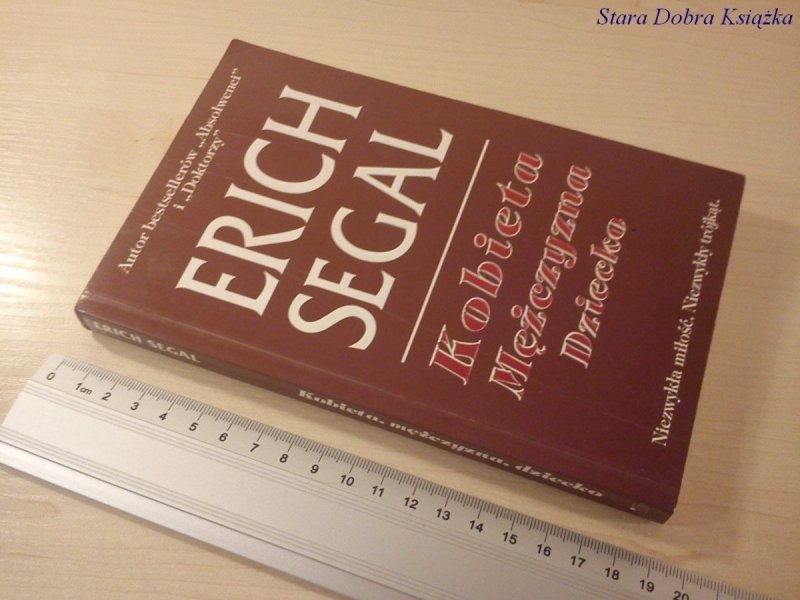 Stara Dobra Książka
Autor bestsellerów „Absolwenci"
i „Doktorzy"
ERICH
SEGAL
Kobieta
Mężczyzna
Dziecko
Niezwykła miłość. Niezwykły trójkąt.
ERICH SEGAL
Kobieta, mężczyzna, dziecko
0 1cm 2 3 4 5 6 7 8 9 10 11 12 13 14 15 16 17 18 19 20